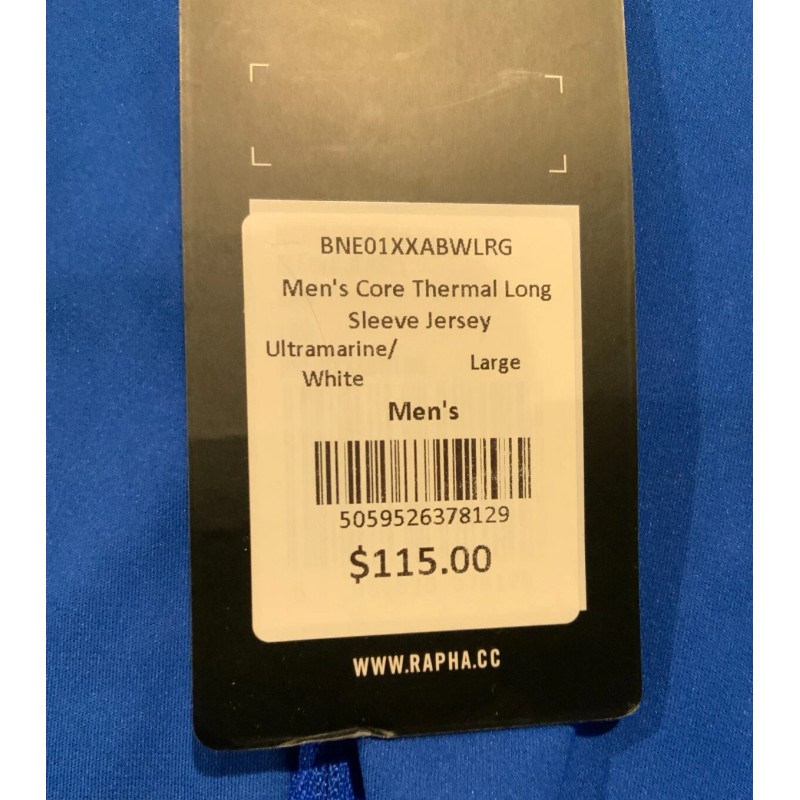 BNE01XXABWLRG
Men's Core Thermal Long
Sleeve Jersey
Ultramarine/
White
Large
Men's
5059526378129
$115.00
WWW.RAPHA.CC